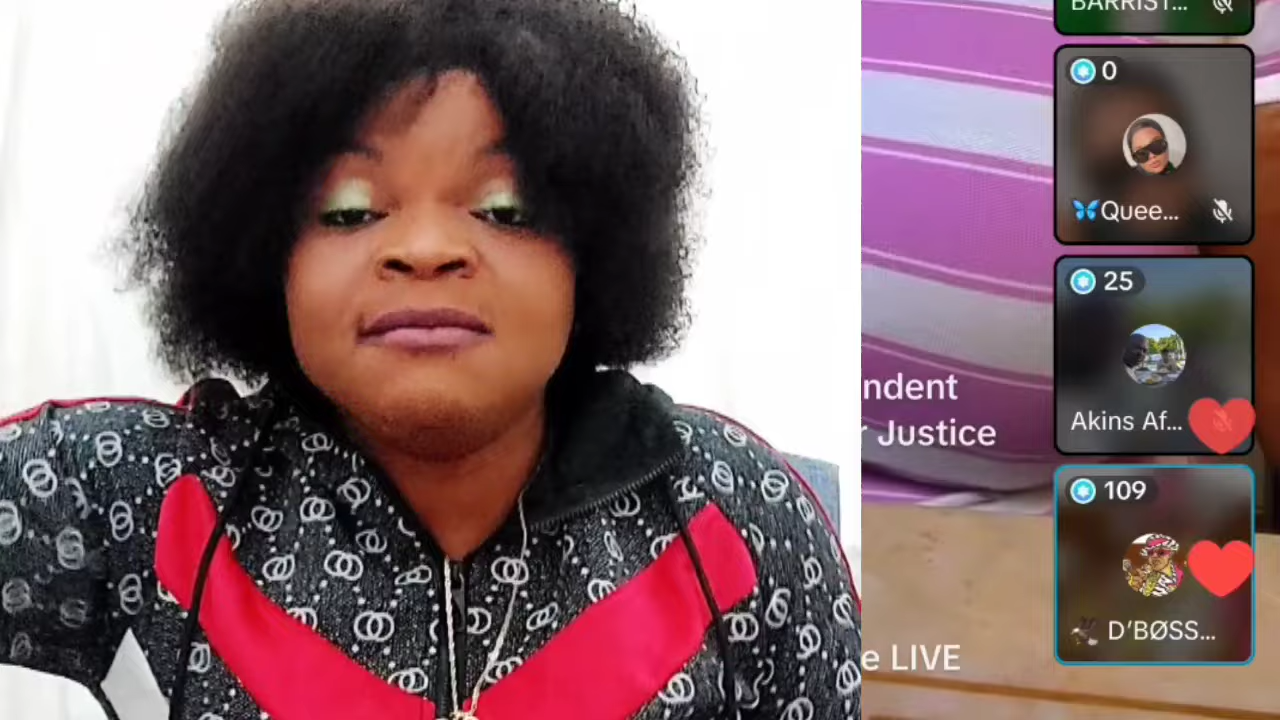 BARRIST...
0
🦋Quee...
25
Akins Af...
ndent
r Justice
109
D'BØSS...
e LIVE